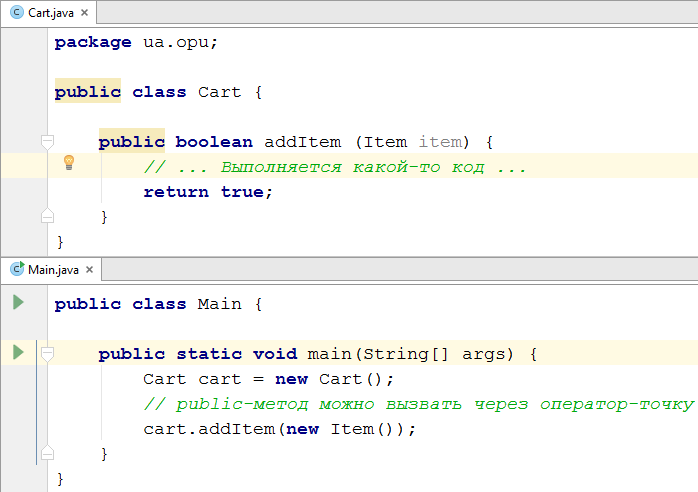 Cart.java
package ua.opu;
public class Cart {
public boolean addItem (Item item) {
// ... Выполняется какой-то код ...
return true;
}
}
Main.java
public class Main {
public static void main(String[] args) {
Cart cart = new Cart();
// public-метод можно вызвать через оператор-точку
cart.addItem(new Item());
}
}